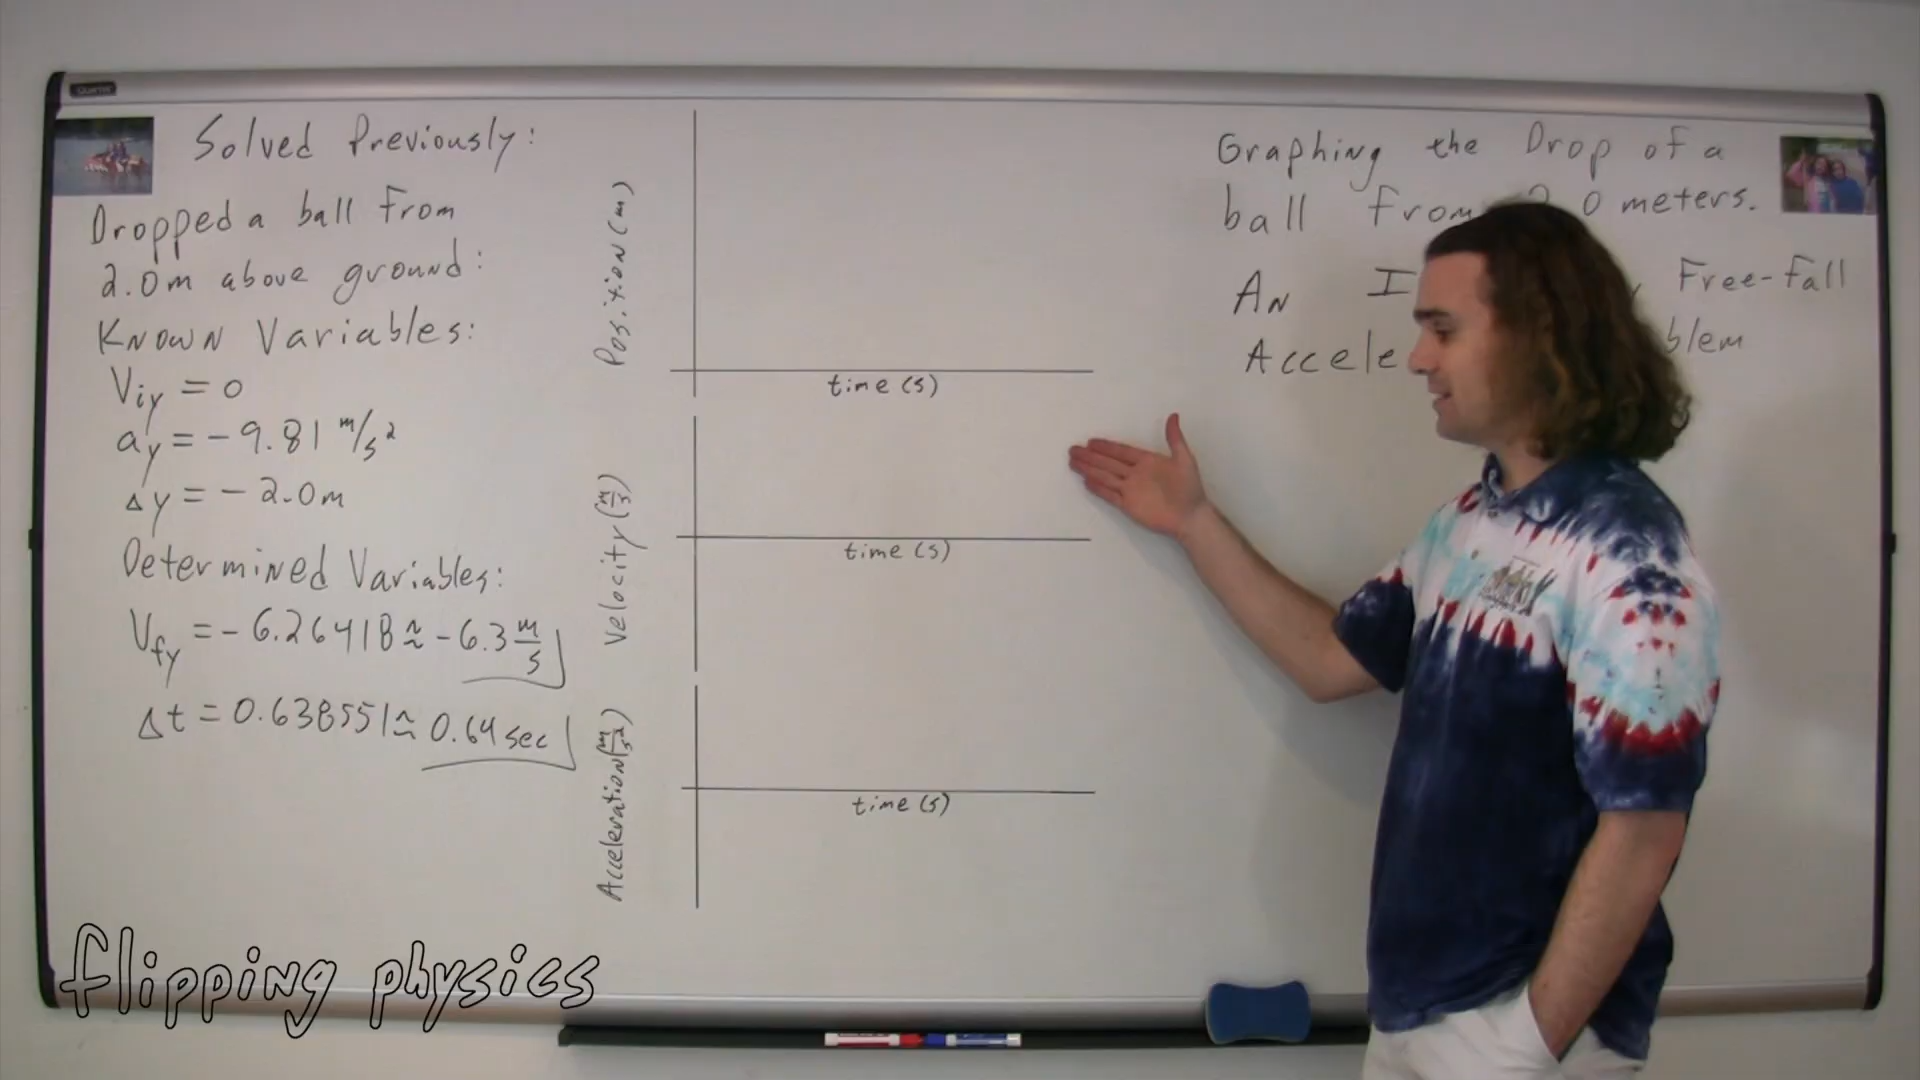 Quartet
Solved Previously:
Dropped a ball from
2.0m above ground:
Known Variables:
Viy = 0
ay = -9.81 m/s²
Δy = -2.0m
Determined Variables:
Vfy = -6.26418 ≈ -6.3 m/s
Δt = 0.638551 ≈ 0.64 sec
Position (m)
time (s)
Velocity (m/s)
time (s)
Acceleration (m/s²)
time (s)
Graphing the Drop of a
ball from 0 meters.
An Free-Fall
flipping physics